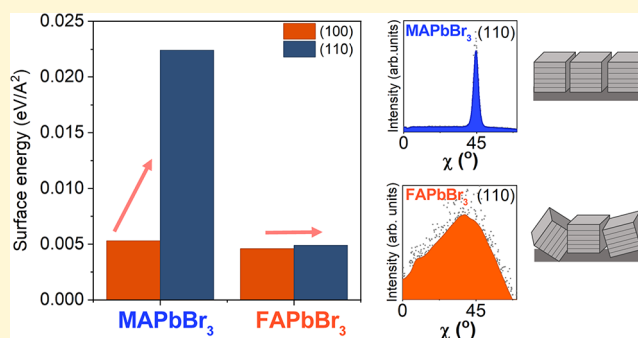 Surface energy (eV/A²)
0.025
0.020
0.015
0.010
0.005
0.000
(100)
(110)
MAPbBr₃
FAPbBr₃
Intensity (arb.units)
MAPbBr₃ (110)
0
45
χ (°)
Intensity (arb. units)
FAPbBr₃ (110)
0
45
χ (°)